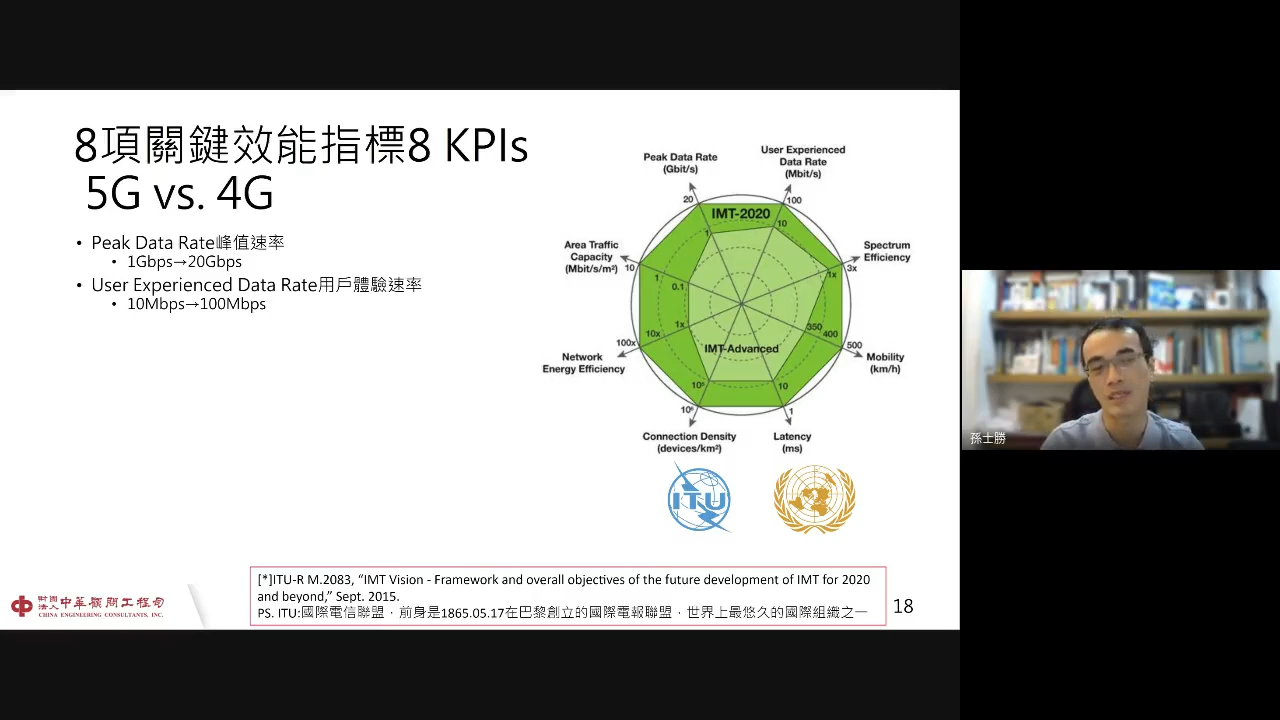 8項關鍵效能指標8 KPIs
5G vs. 4G
• Peak Data Rate峰值速率
• 1Gbps→20Gbps
• User Experienced Data Rate用戶體驗速率
• 10Mbps→100Mbps
Peak Data Rate
(Gbit/s)
User Experienced
Data Rate
(Mbit/s)
20
100
IMT-2020
1
10
Area Traffic
Capacity
(Mbit/s/m²)
10
1
0.1
Spectrum
Efficiency
3x
1x
100x
10x
1x
Network
Energy Efficiency
350
400
500
Mobility
(km/h)
IMT-Advanced
10⁵
10
10⁶
1
Connection Density
(devices/km²)
Latency
(ms)
ITU
[*]ITU-R M.2083, “IMT Vision - Framework and overall objectives of the future development of IMT for 2020
and beyond,” Sept. 2015.
PS. ITU:國際電信聯盟，前身是1865.05.17在巴黎創立的國際電報聯盟，世界上最悠久的國際組織之一
財團
法人中華顧問工程司
CHINA ENGINEERING CONSULTANTS, INC.
18
孫士勝